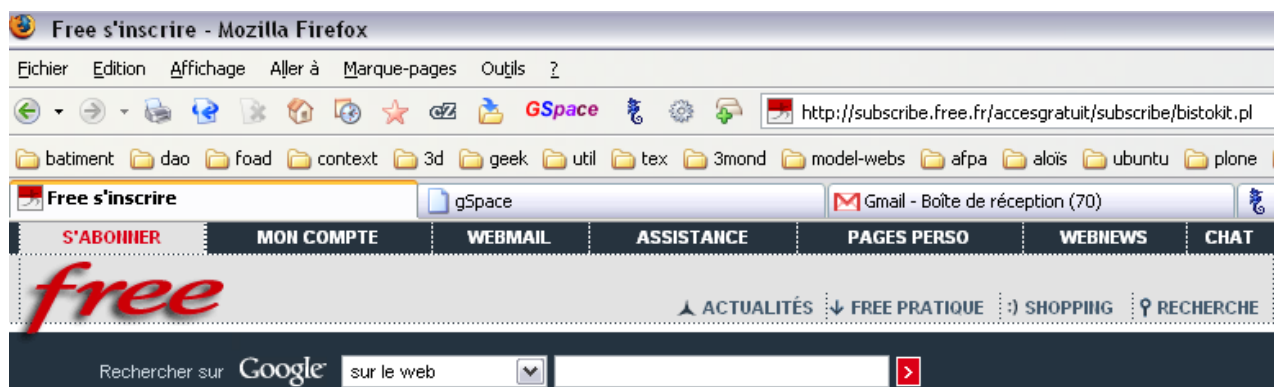 Free s'inscrire - Mozilla Firefox
Fichier Edition Affichage Aller à Marque-pages Outils ?
GSpace http://subscribe.free.fr/accesgratuit/subscribe/bistokit.pl
batiment dao foad context 3d geek util tex 3mond model-webs afpa aloïs ubuntu plone
Free s'inscrire gSpace Gmail - Boîte de réception (70)
S'ABONNER MON COMPTE WEBMAIL ASSISTANCE PAGES PERSO WEBNEWS CHAT
free
ACTUALITÉS FREE PRATIQUE :) SHOPPING RECHERCHE
Rechercher sur Google sur le web